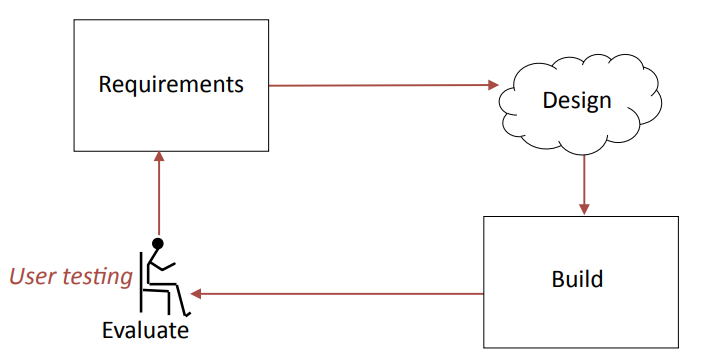 Requirements
Design
Build
User testing
Evaluate